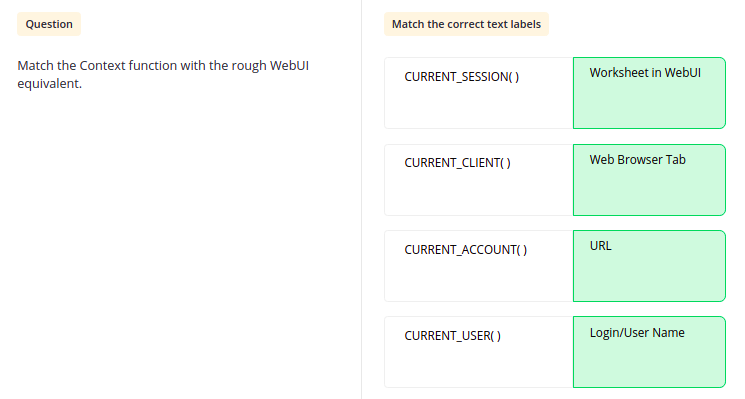 Question
Match the Context function with the rough WebUI
equivalent.
Match the correct text labels
CURRENT_SESSION( )
Worksheet in WebUI
CURRENT_CLIENT( )
Web Browser Tab
CURRENT_ACCOUNT( )
URL
CURRENT_USER( )
Login/User Name